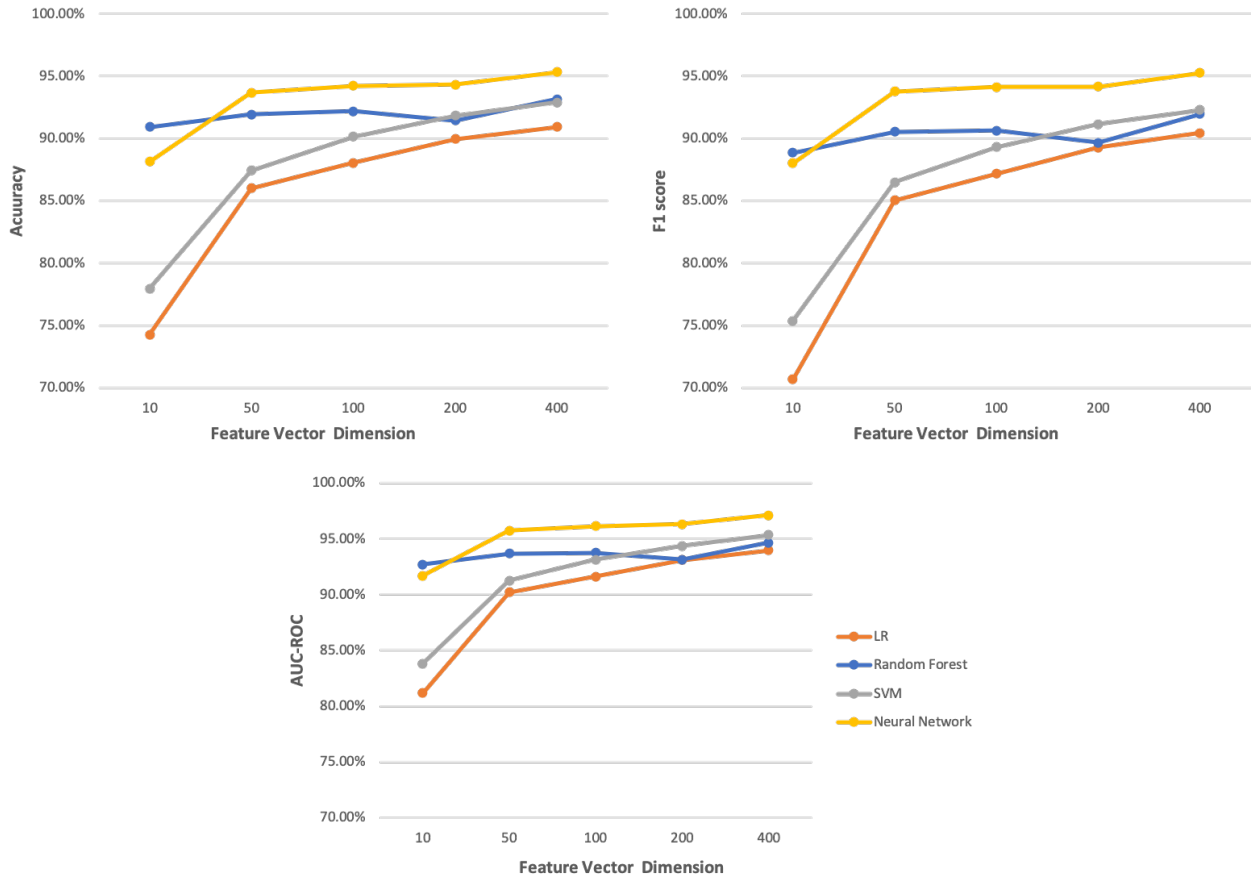 100.00%
95.00%
90.00%
85.00%
80.00%
75.00%
70.00%
Acuuracy
10 50 100 200 400
Feature Vector Dimension
100.00%
95.00%
90.00%
85.00%
80.00%
75.00%
70.00%
F1 score
10 50 100 200 400
Feature Vector Dimension
100.00%
95.00%
90.00%
85.00%
80.00%
75.00%
70.00%
AUC-ROC
10 50 100 200 400
Feature Vector Dimension
LR
Random Forest
SVM
Neural Network